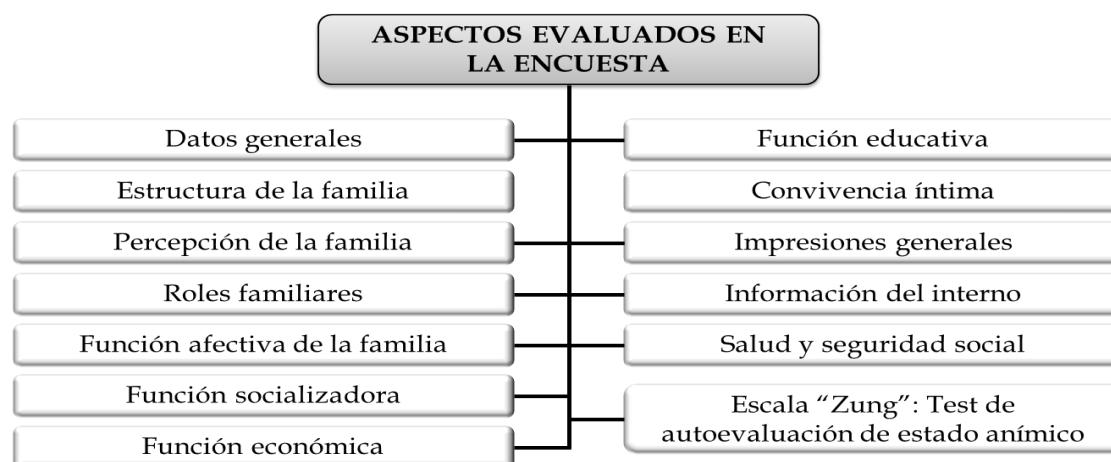 ASPECTOS EVALUADOS EN
LA ENCUESTA
Datos generales
Estructura de la familia
Percepción de la familia
Roles familiares
Función afectiva de la familia
Función socializadora
Función económica
Función educativa
Convivencia íntima
Impresiones generales
Información del interno
Salud y seguridad social
Escala “Zung”: Test de
autoevaluación de estado anímico